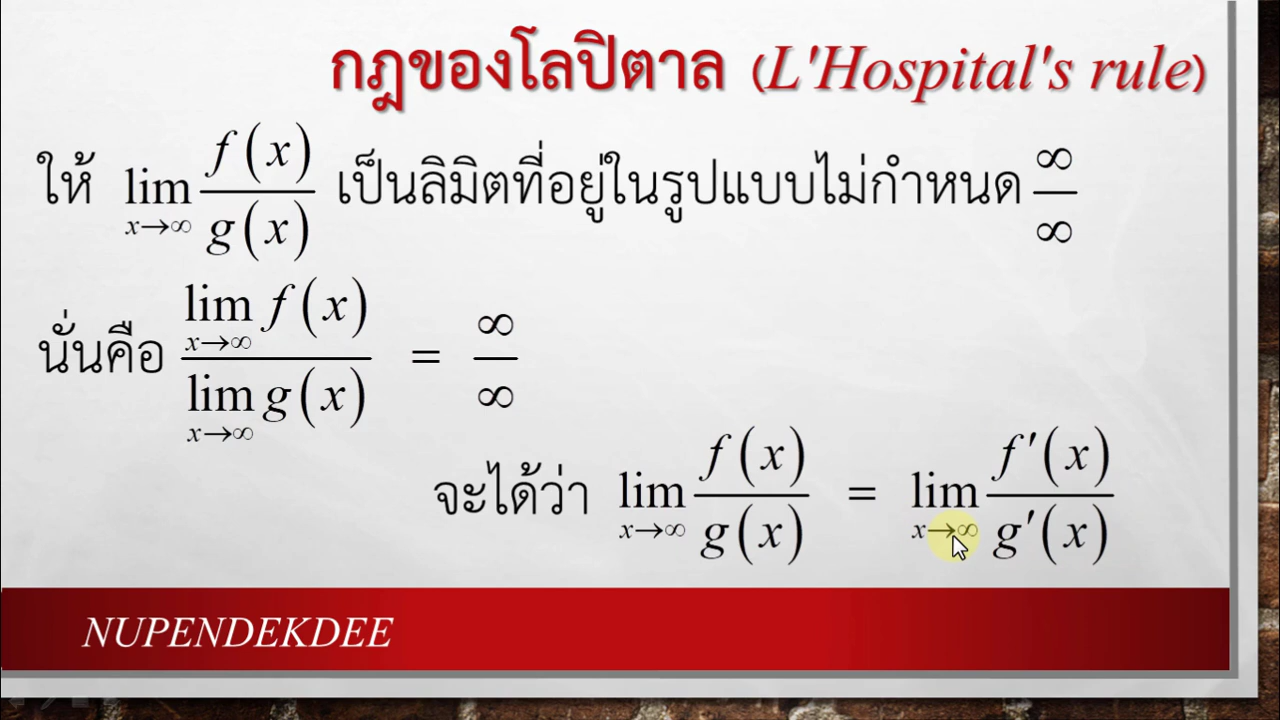 กฎของโลปิตาล (L'Hospital's rule)
ให้ lim x→∞ f(x)/g(x) เป็นลิมิตที่อยู่ในรูปแบบไม่กำหนด ∞/∞
นั่นคือ lim x→∞ f(x) / lim x→∞ g(x) = ∞/∞
จะได้ว่า lim x→∞ f(x)/g(x) = lim x→∞ f′(x)/g′(x)
NUPENDEKDEE